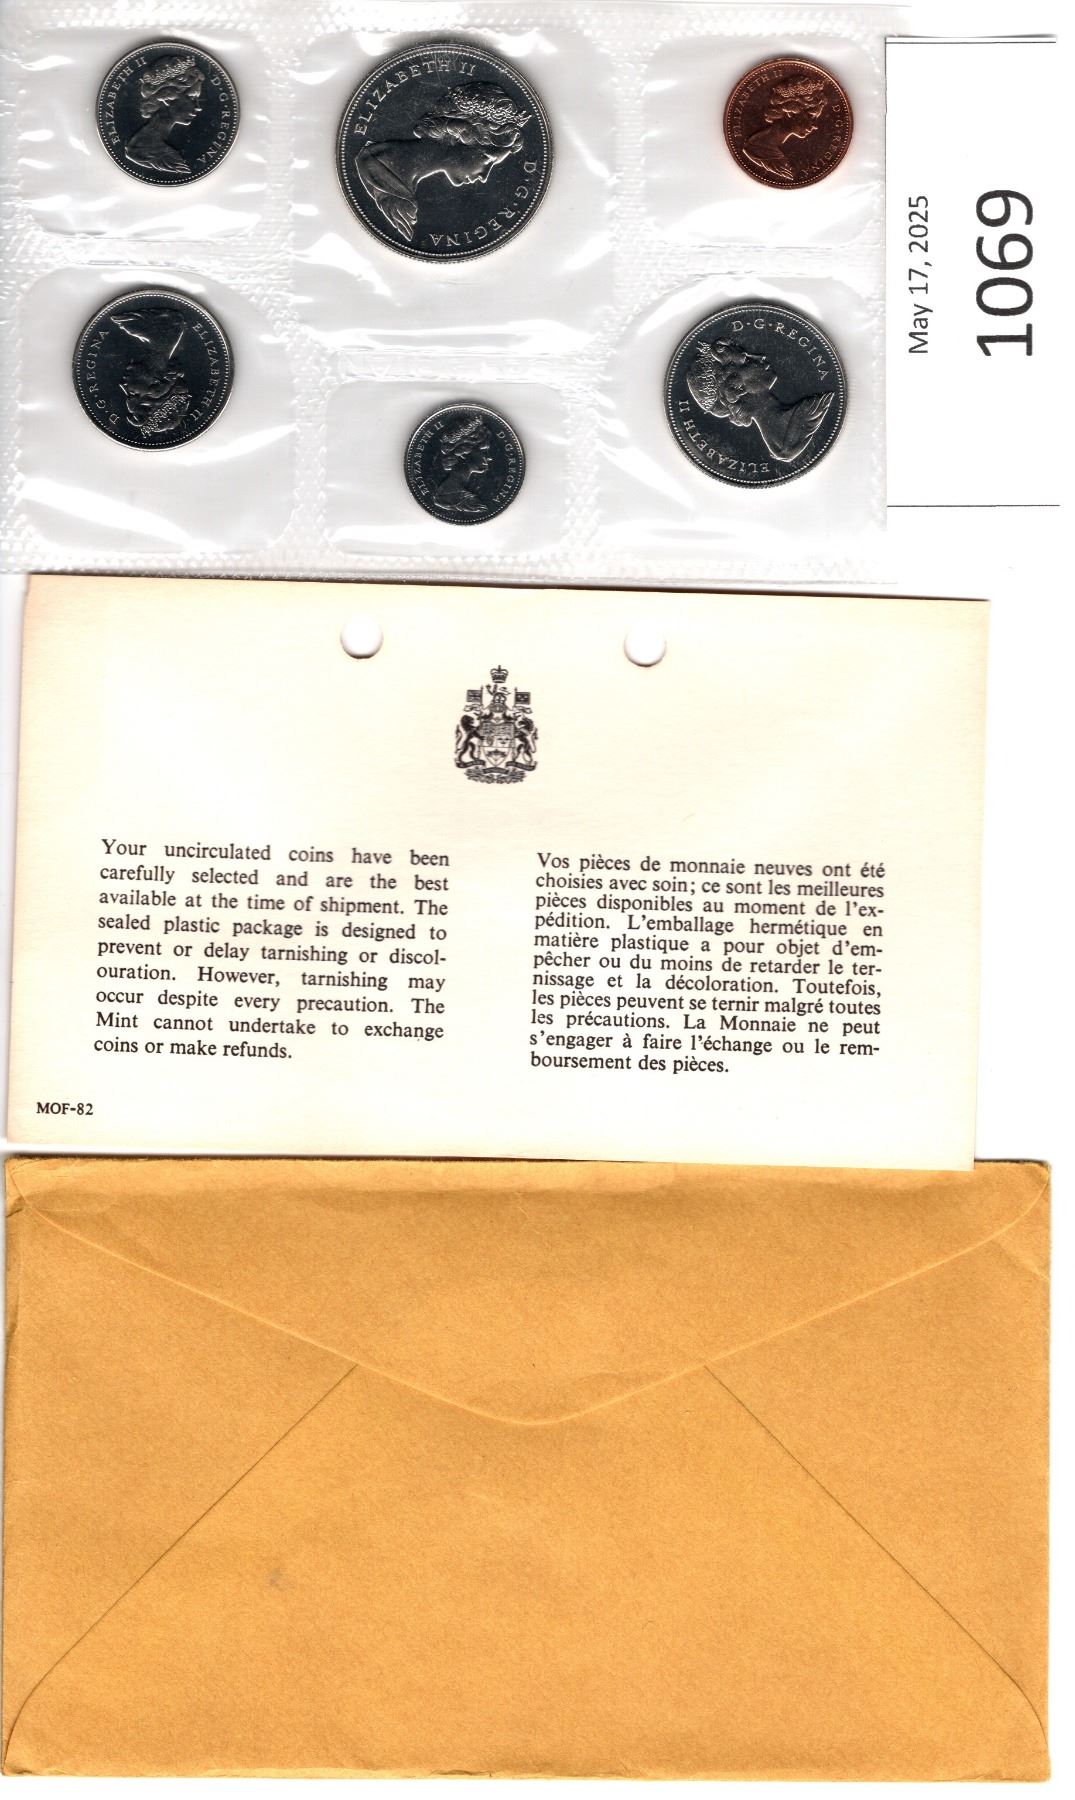 ELIZABETH II D·G·REGINA
ELIZABETH II D·G·REGINA
ELIZABETH II D·G·REGINA
ELIZABETH II D·G·REGINA
ELIZABETH II D·G·REGINA
ELIZABETH II D·G·REGINA
May 17, 2025
1069
Your uncirculated coins have been
carefully selected and are the best
available at the time of shipment. The
sealed plastic package is designed to
prevent or delay tarnishing or discol-
ouration. However, tarnishing may
occur despite every precaution. The
Mint cannot undertake to exchange
coins or make refunds.
Vos pièces de monnaie neuves ont été
choisies avec soin; ce sont les meilleures
pièces disponibles au moment de l'ex-
pédition. L'emballage hermétique en
matière plastique a pour objet d'em-
pêcher ou du moins de retarder le ter-
nissage et la décoloration. Toutefois,
les pièces peuvent se ternir malgré toutes
les précautions. La Monnaie ne peut
s'engager à faire l'échange ou le rem-
boursement des pièces.
MOF-82